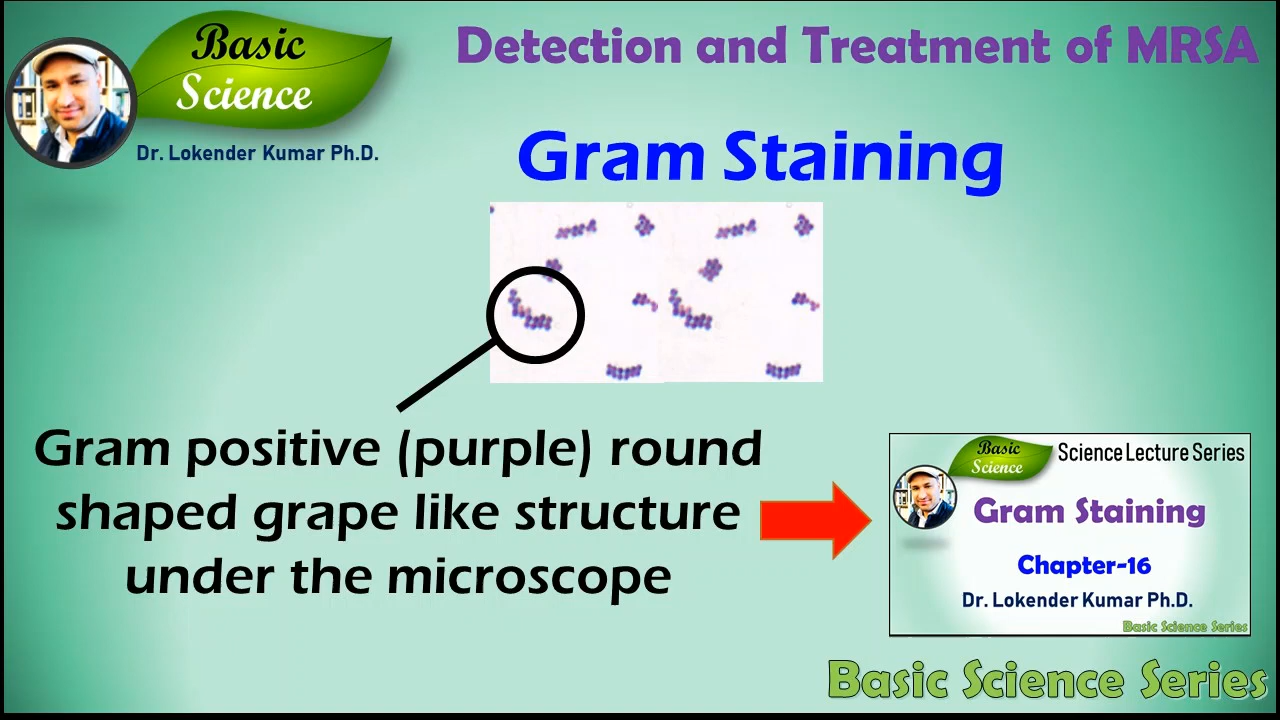 Basic
Science
Dr. Lokender Kumar Ph.D.
Detection and Treatment of MRSA
Gram Staining
Gram positive (purple) round
shaped grape like structure
under the microscope
Basic
Science
Science Lecture Series
Gram Staining
Chapter-16
Dr. Lokender Kumar Ph.D.
Basic Science Series
Basic Science Series